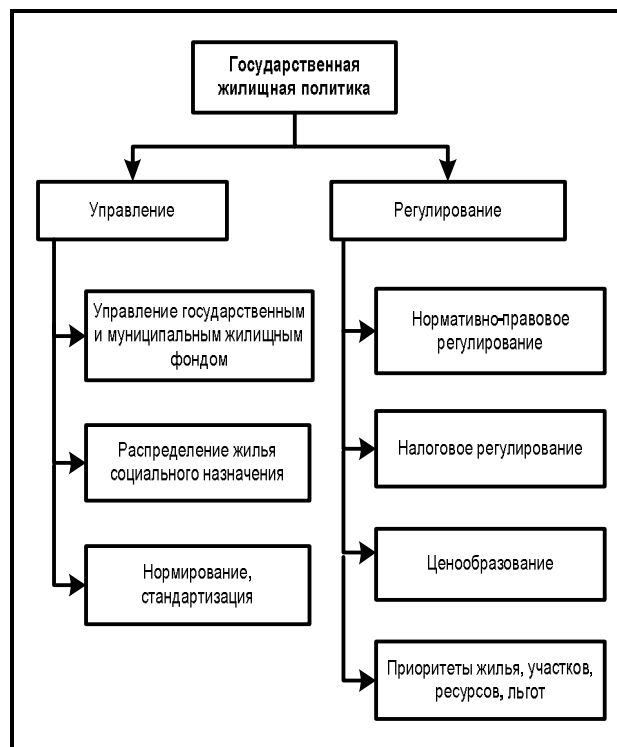 Государственная
жилищная политика
Управление
Регулирование
Управление государственным
и муниципальным жилищным
фондом
Распределение жилья
социального назначения
Нормирование,
стандартизация
Нормативно-правовое
регулирование
Налоговое регулирование
Ценообразование
Приоритеты жилья, участков,
ресурсов, льгот